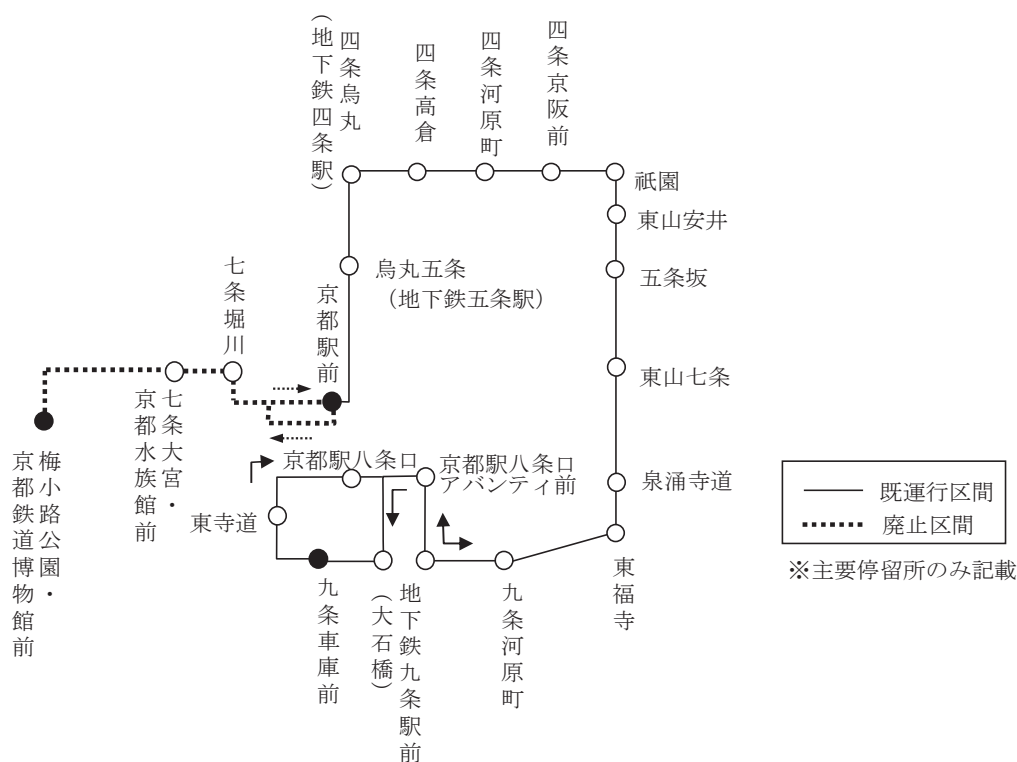 四条烏丸
（地下鉄四条駅）
四条高倉
四条河原町
四条京阪前
祇園
東山安井
五条坂
東山七条
泉涌寺道
東福寺
烏丸五条
（地下鉄五条駅）
京都駅前
七条堀川
七条大宮・
京都水族館前
梅小路公園・
京都鉄道博物館前
京都駅八条口
京都駅八条口
アバンティ前
東寺道
九条車庫前
地下鉄九条駅前
（大石橋）
九条河原町
既運行区間
廃止区間
※主要停留所のみ記載